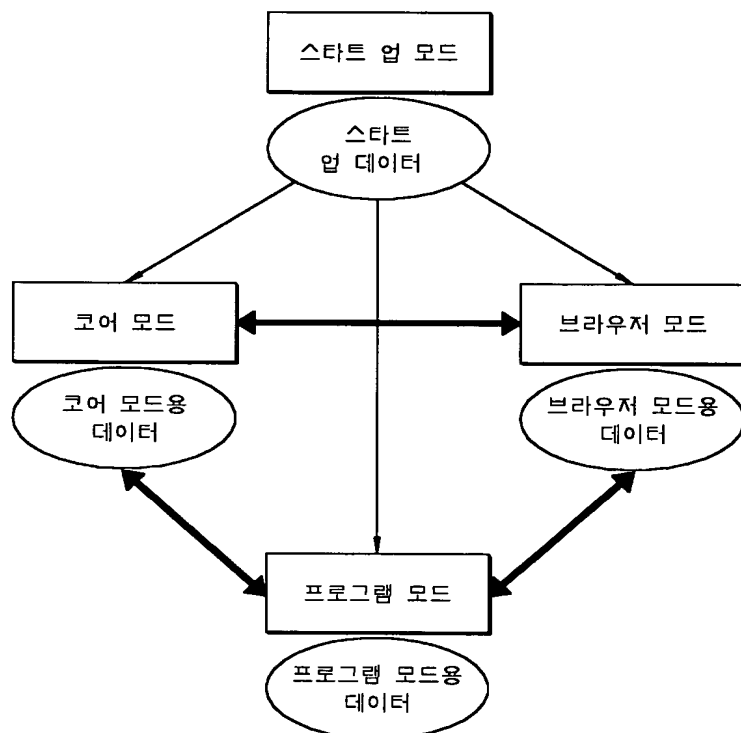 스타트 업 모드
스타트
업 데이터
코어 모드
브라우저 모드
코어 모드용
데이터
브라우저 모드용
데이터
프로그램 모드
프로그램 모드용
데이터